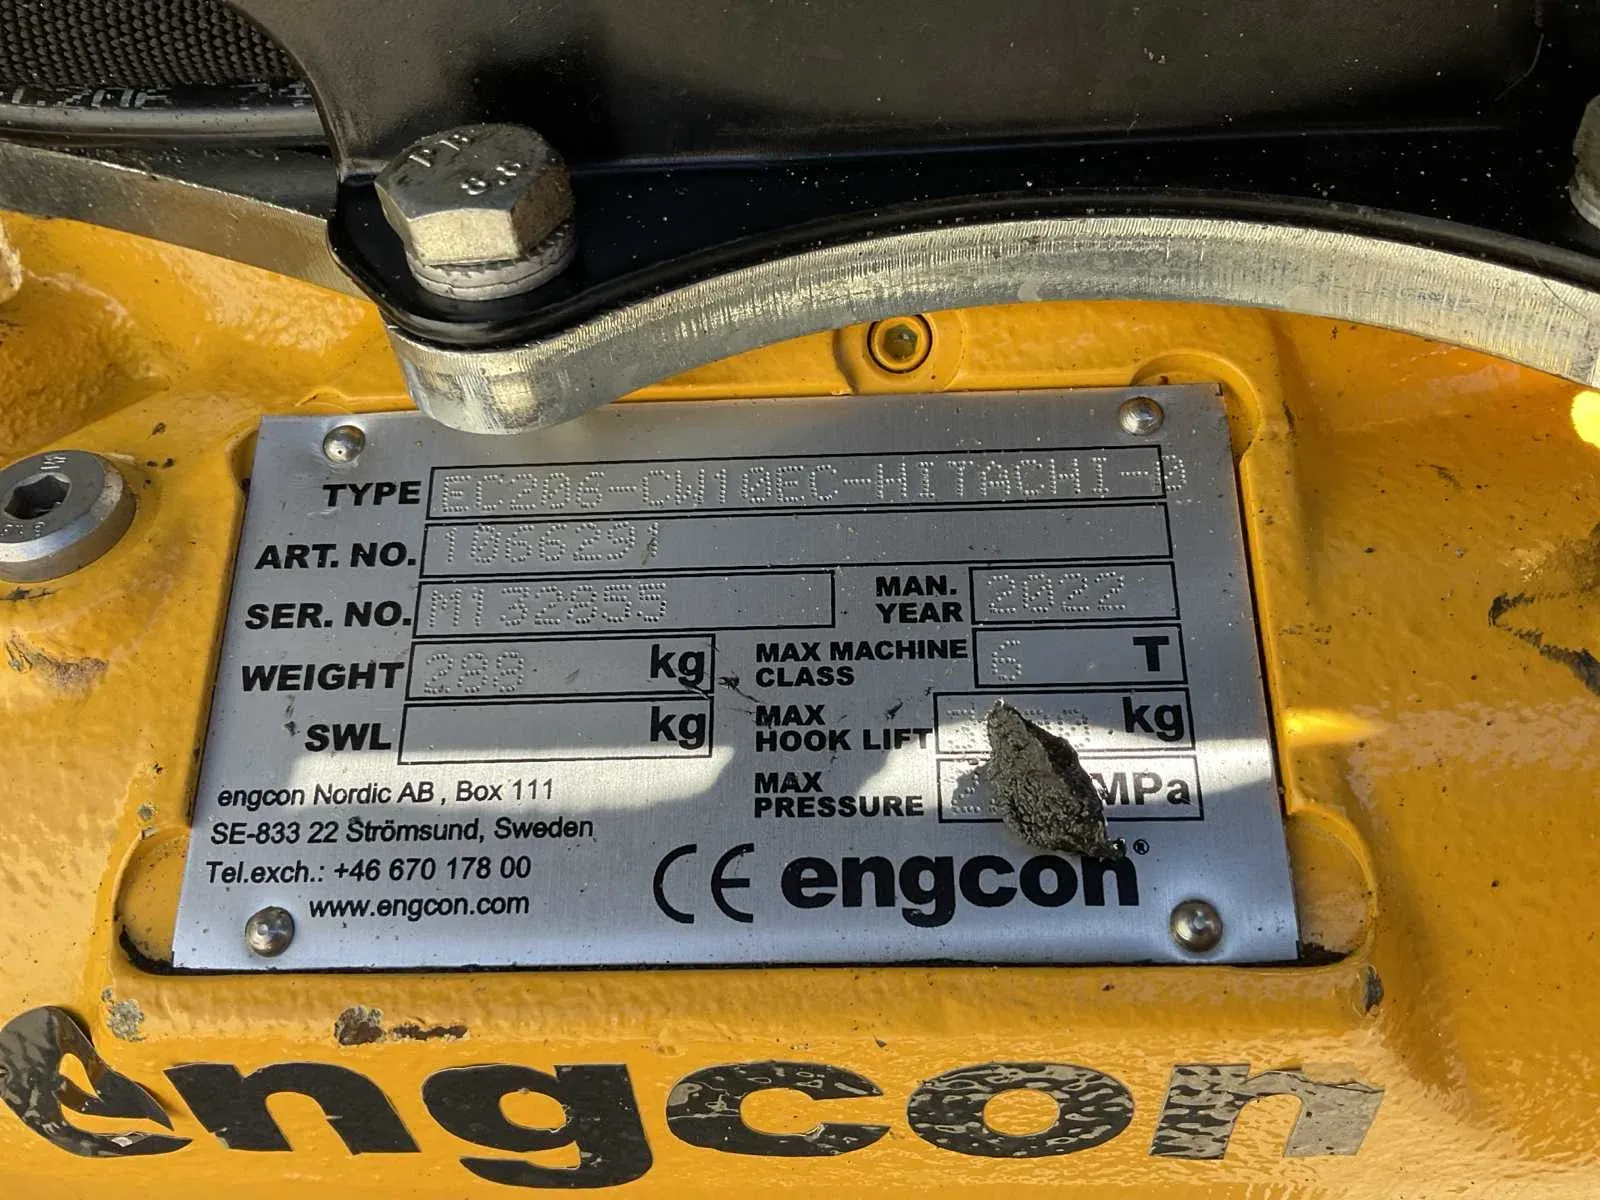 8.8
TYPE EC206-CW10EC-HITACHI-D
ART. NO. 1066291
SER. NO. M132855
MAN. YEAR 2022
WEIGHT 288 kg
MAX MACHINE CLASS 6 T
SWL kg
MAX HOOK LIFT kg
MAX PRESSURE MPa
engcon Nordic AB , Box 111
SE-833 22 Strömsund, Sweden
Tel.exch.: +46 670 178 00
www.engcon.com
CE engcon®
engcon